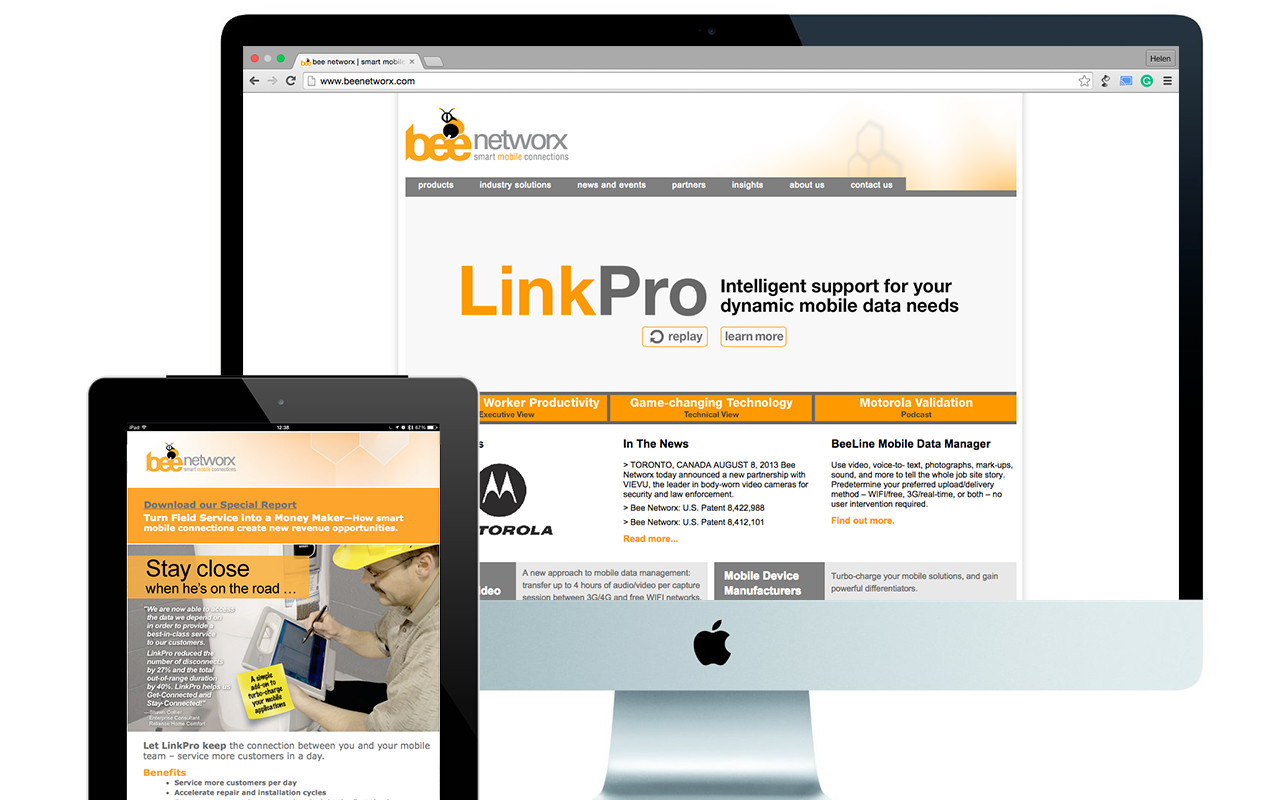 bee networx | smart mobile
Helen
www.beenetworx.com
bee networx
smart mobile connections
products industry solutions news and events partners insights about us contact us
LinkPro
Intelligent support for your
dynamic mobile data needs
replay learn more
Worker Productivity
Executive View
Game-changing Technology
Technical View
Motorola Validation
Podcast
In The News
> TORONTO, CANADA AUGUST 8, 2013 Bee
Networx today announced a new partnership with
VIEVU, the leader in body-worn video cameras for
security and law enforcement.
> Bee Networx: U.S. Patent 8,422,988
> Bee Networx: U.S. Patent 8,412,101
Read more...
BeeLine Mobile Data Manager
Use video, voice-to- text, photographs, mark-ups,
sound, and more to tell the whole job site story.
Predetermine your preferred upload/delivery
method – WIFI/free, 3G/real-time, or both – no
user intervention required.
Find out more.
TOROLA
deo
A new approach to mobile data management:
transfer up to 4 hours of audio/video per capture
session between 3G/4G and free WIFI networks.
Mobile Device
Manufacturers
Turbo-charge your mobile solutions, and gain
powerful differentiators.
iPad 12:38 67%
bee networx
smart mobile connections
Download our Special Report
Turn Field Service into a Money Maker—How smart
mobile connections create new revenue opportunities.
Stay close
when he's on the road ...
"We are now able to access
the data we depend on
in order to provide a
best-in-class service
to our customers.
LinkPro reduced the
number of disconnects
by 27% and the total
out-of-range duration
by 40%. LinkPro helps us
Get-Connected and
Stay-Connected!"
—Shawn Collier
Enterprise Consultant
Reliance Home Comfort
A simple
add-on to
turbo-charge
your mobile
applications
Let LinkPro keep the connection between you and your mobile
team – service more customers in a day.
Benefits
• Service more customers per day
• Accelerate repair and installation cycles